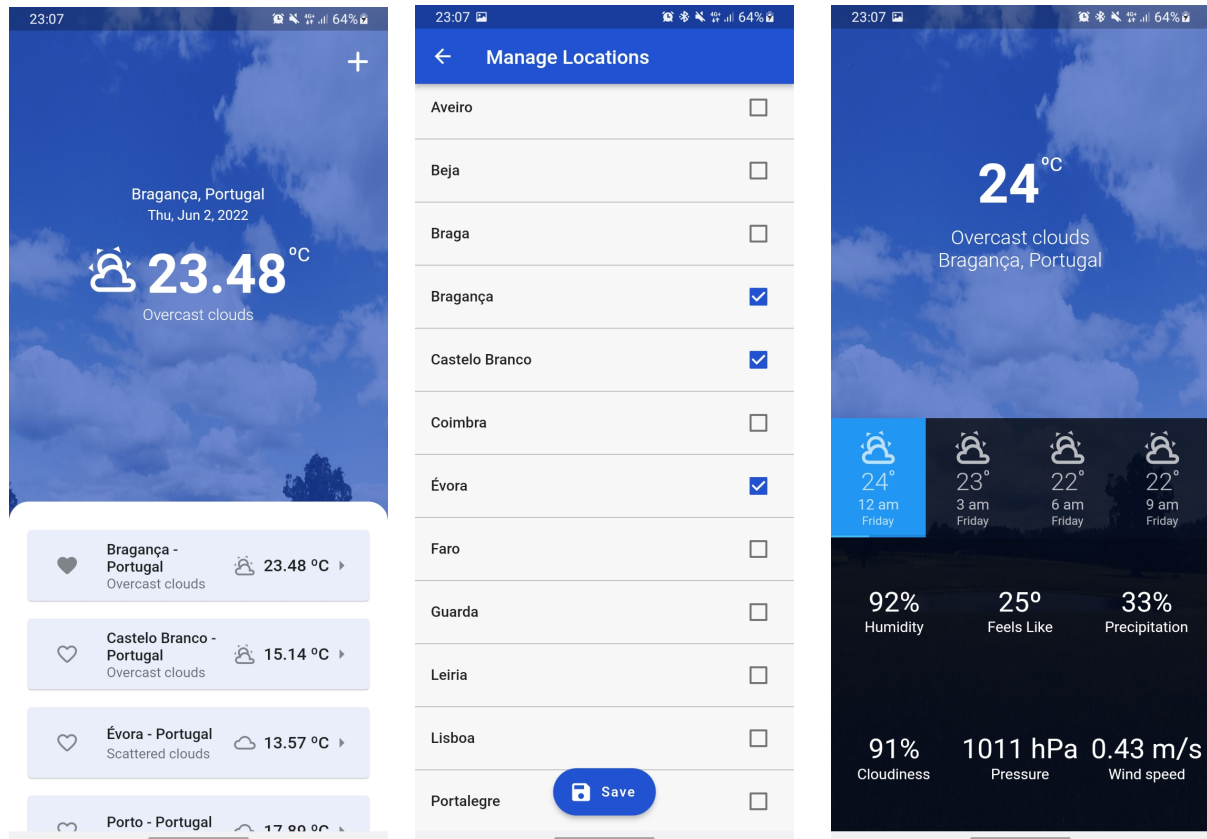 23:07
64%
Bragança, Portugal
Thu, Jun 2, 2022
23.48 ºC
Overcast clouds
Bragança -
Portugal
Overcast clouds
23.48 ºC
Castelo Branco -
Portugal
Overcast clouds
15.14 ºC
Évora - Portugal
Scattered clouds
13.57 ºC
Porto - Portugal
17.89 ºC
23:07
64%
Manage Locations
Aveiro
Beja
Braga
Bragança
Castelo Branco
Coimbra
Évora
Faro
Guarda
Leiria
Lisboa
Portalegre
Save
23:07
64%
24 ºC
Overcast clouds
Bragança, Portugal
24° 23° 22° 22°
12 am 3 am 6 am 9 am
Friday Friday Friday Friday
92% 25º 33%
Humidity Feels Like Precipitation
91% 1011 hPa 0.43 m/s
Cloudiness Pressure Wind speed